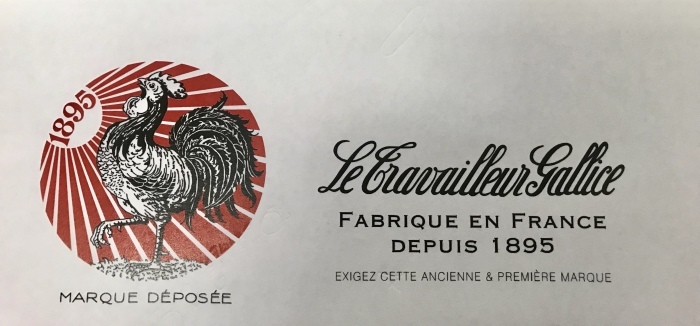 1895
MARQUE DÉPOSÉE
Le Travailleur Gallice
FABRIQUE EN FRANCE
DEPUIS 1895
EXIGEZ CETTE ANCIENNE & PREMIÈRE MARQUE